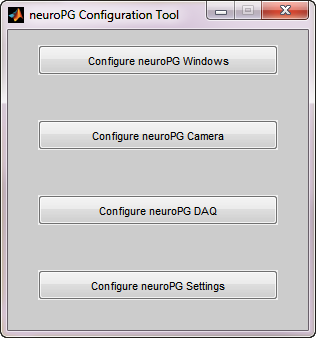 neuroPG Configuration Tool
Configure neuroPG Windows
Configure neuroPG Camera
Configure neuroPG DAQ
Configure neuroPG Settings